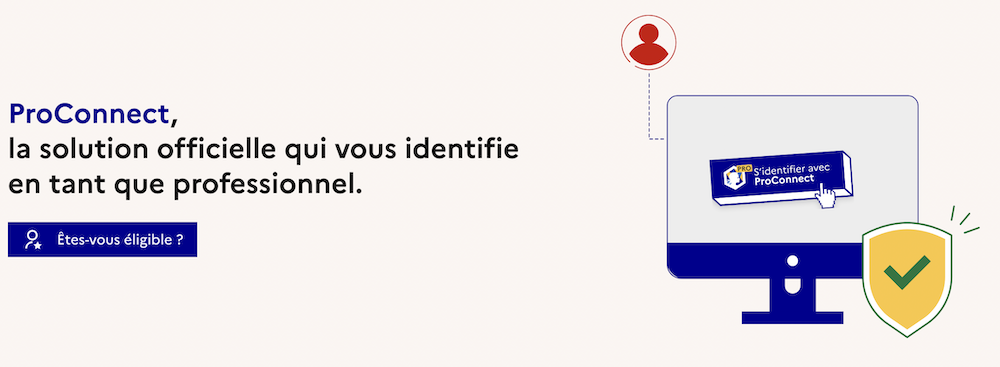 ProConnect,
la solution officielle qui vous identifie
en tant que professionnel.
Êtes-vous éligible ?
PRO
S'identifier avec
ProConnect